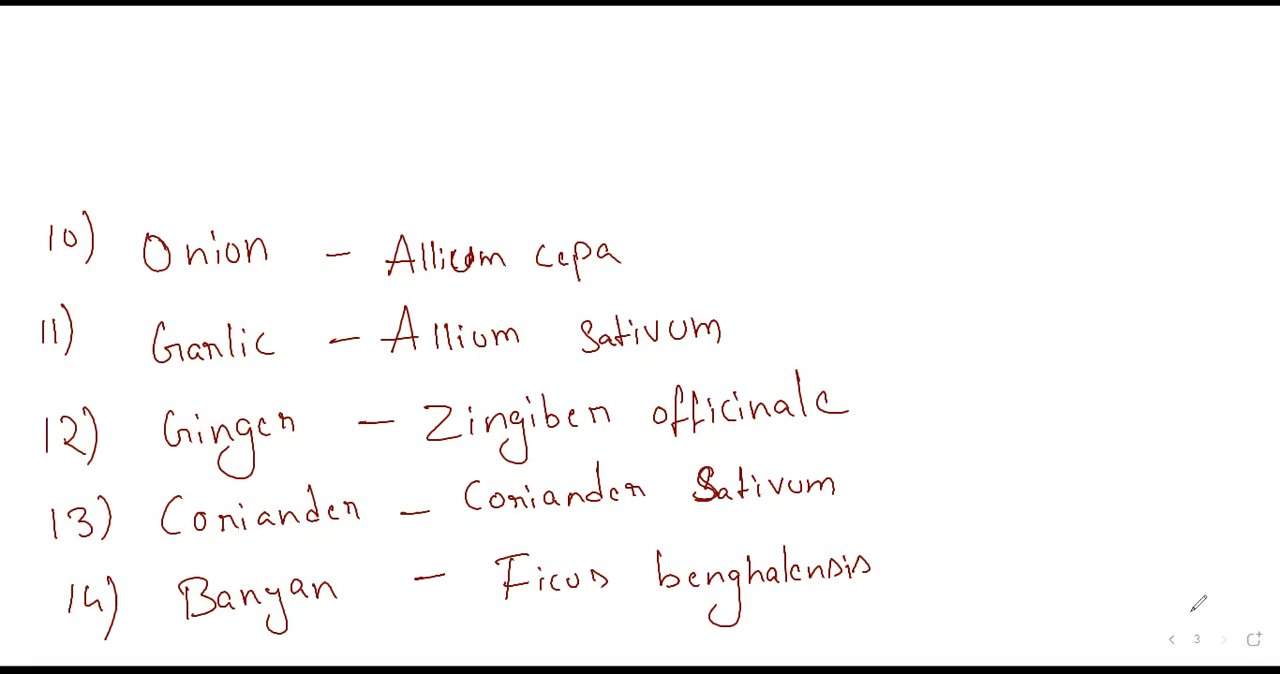 10) Onion - Allium cepa
11) Garlic - Allium sativum
12) Ginger - Zingiber officinale
13) Coriander - Coriander Sativum
14) Banyan - Ficus benghalensis
3